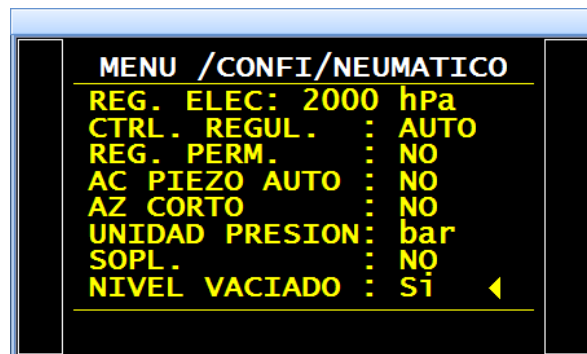 MENU /CONFI/NEUMATICO
REG. ELEC: 2000 hPa
CTRL. REGUL. : AUTO
REG. PERM. : NO
AC PIEZO AUTO : NO
AZ CORTO : NO
UNIDAD PRESION: bar
SOPL. : NO
NIVEL VACIADO : Si